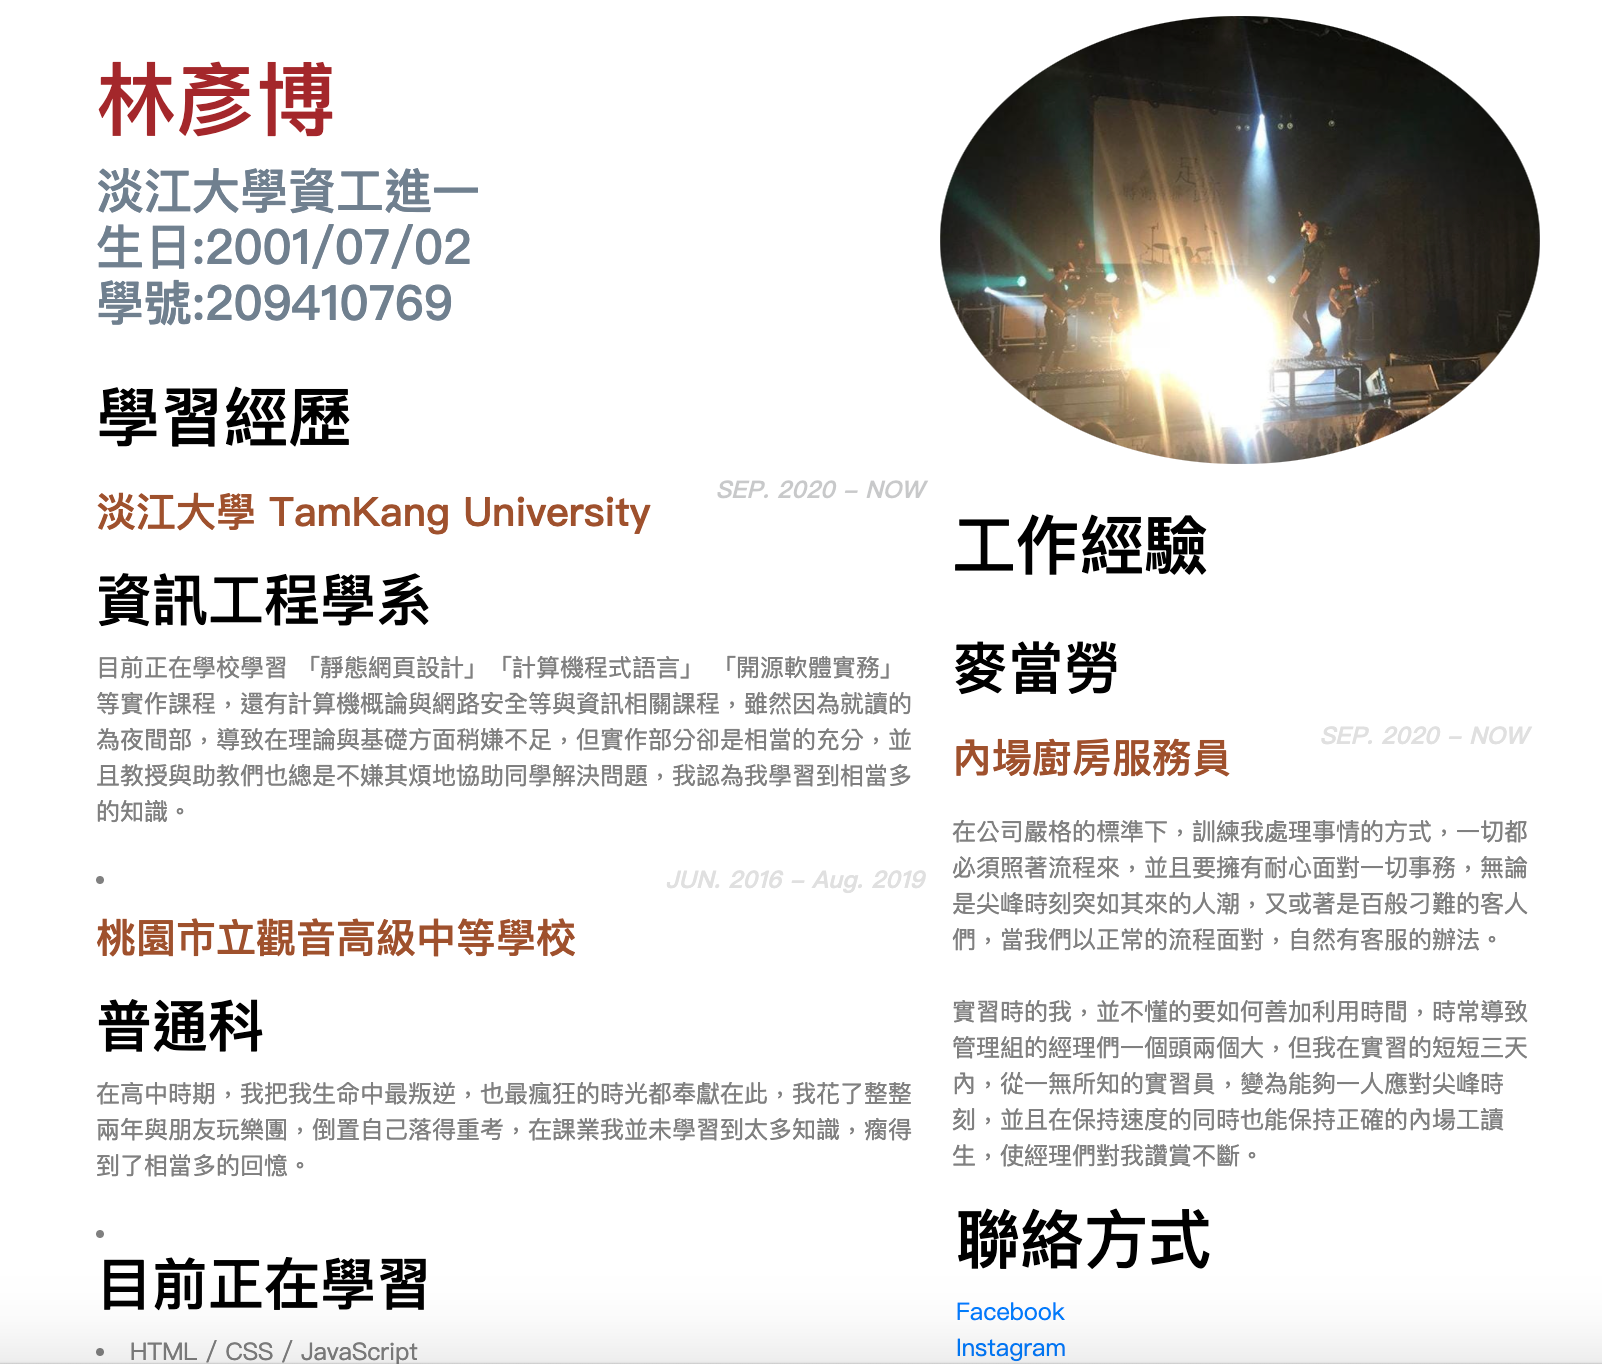 林彥博
淡江大學資工進一
生日:2001/07/02
學號:209410769
學習經歷
SEP. 2020 – NOW
淡江大學 TamKang University
資訊工程學系
目前正在學校學習 「靜態網頁設計」「計算機程式語言」 「開源軟體實務」
等實作課程，還有計算機概論與網路安全等與資訊相關課程，雖然因為就讀的
為夜間部，導致在理論與基礎方面稍嫌不足，但實作部分卻是相當的充分，並
且教授與助教們也總是不嫌其煩地協助同學解決問題，我認為我學習到相當多
的知識。
JUN. 2016 – Aug. 2019
桃園市立觀音高級中等學校
普通科
在高中時期，我把我生命中最叛逆，也最瘋狂的時光都奉獻在此，我花了整整
兩年與朋友玩樂團，倒置自己落得重考，在課業我並未學習到太多知識，瘸得
到了相當多的回憶。
目前正在學習
HTML / CSS / JavaScript
工作經驗
麥當勞
SEP. 2020 – NOW
內場廚房服務員
在公司嚴格的標準下，訓練我處理事情的方式，一切都
必須照著流程來，並且要擁有耐心面對一切事務，無論
是尖峰時刻突如其來的人潮，又或著是百般刁難的客人
們，當我們以正常的流程面對，自然有客服的辦法。
實習時的我，並不懂的要如何善加利用時間，時常導致
管理組的經理們一個頭兩個大，但我在實習的短短三天
內，從一無所知的實習員，變為能夠一人應對尖峰時
刻，並且在保持速度的同時也能保持正確的內場工讀
生，使經理們對我讚賞不斷。
聯絡方式
Facebook
Instagram